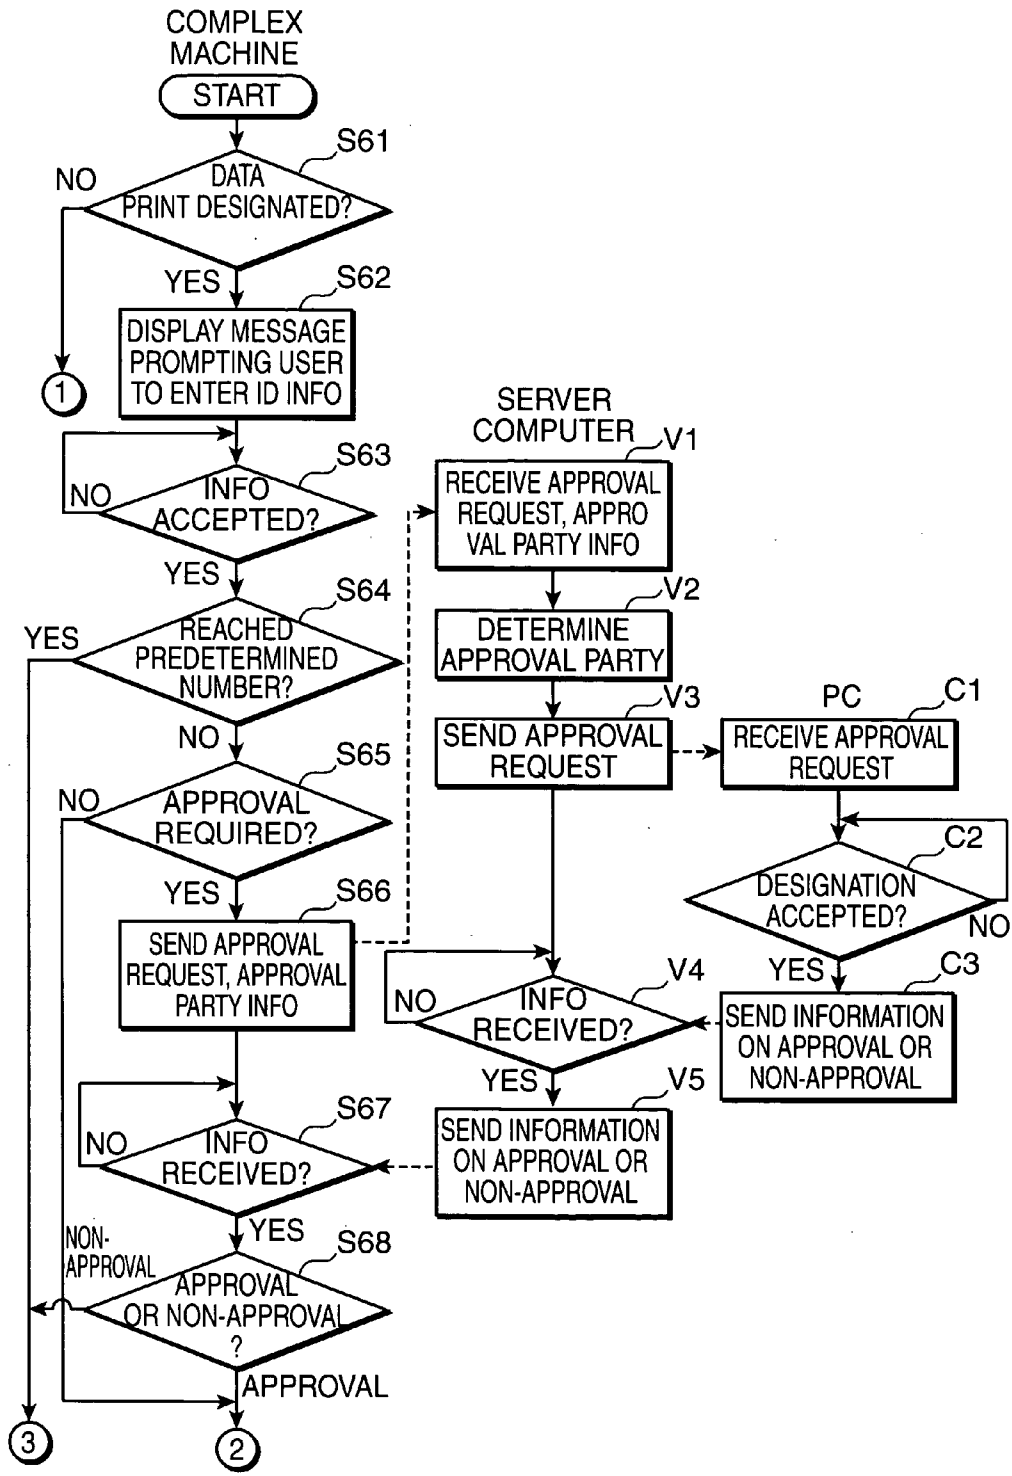 COMPLEX
MACHINE
START
S61
DATA
PRINT DESIGNATED?
NO
YES
S62
DISPLAY MESSAGE
PROMPTING USER
TO ENTER ID INFO
1
S63
INFO
ACCEPTED?
NO
YES
S64
REACHED
PREDETERMINED
NUMBER?
YES
NO
S65
APPROVAL
REQUIRED?
NO
YES
S66
SEND APPROVAL
REQUEST, APPROVAL
PARTY INFO
S67
INFO
RECEIVED?
NO
YES
S68
APPROVAL
OR NON-APPROVAL
?
NON-
APPROVAL
APPROVAL
3
2
SERVER
COMPUTER
V1
RECEIVE APPROVAL
REQUEST, APPRO
VAL PARTY INFO
V2
DETERMINE
APPROVAL PARTY
V3
SEND APPROVAL
REQUEST
V4
INFO
RECEIVED?
NO
YES
V5
SEND INFORMATION
ON APPROVAL OR
NON-APPROVAL
PC
C1
RECEIVE APPROVAL
REQUEST
C2
DESIGNATION
ACCEPTED?
NO
YES
C3
SEND INFORMATION
ON APPROVAL OR
NON-APPROVAL